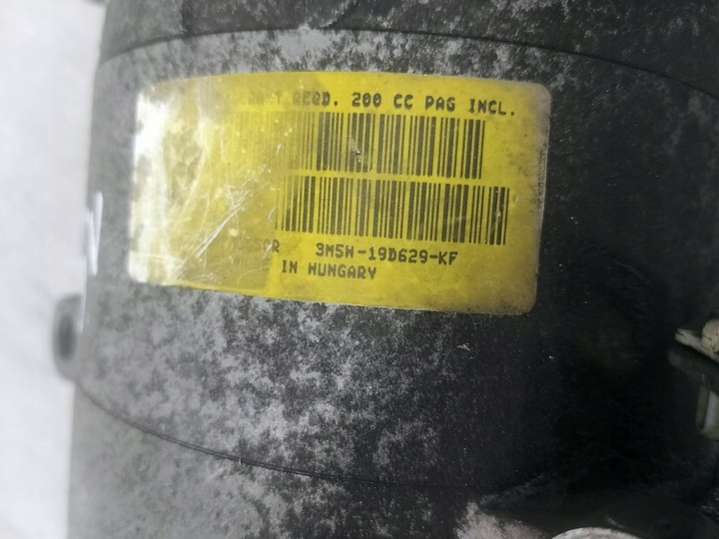 REQD. 200 CC PAG INCL.
3M5H-19D629-KF
IN HUNGARY